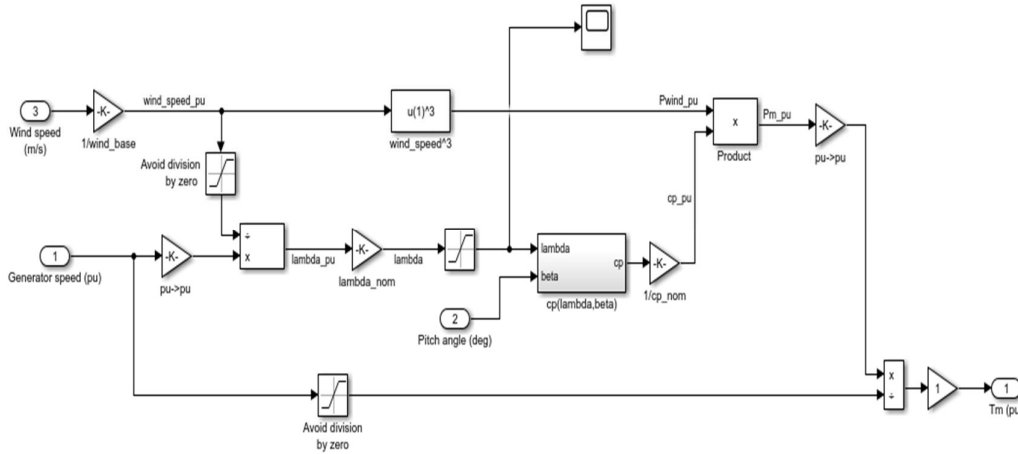 3
Wind speed
(m/s)
-K-
1/wind_base
wind_speed_pu
u(1)^3
wind_speed^3
Pwind_pu
x
Product
Pm_pu
-K-
pu->pu
Avoid division
by zero
cp_pu
1
Generator speed (pu)
-K-
pu->pu
÷
x
lambda_pu
-K-
lambda_nom
lambda
lambda
beta
cp
cp(lambda,beta)
-K-
1/cp_nom
2
Pitch angle (deg)
Avoid division
by zero
x
÷
1
1
Tm (pu